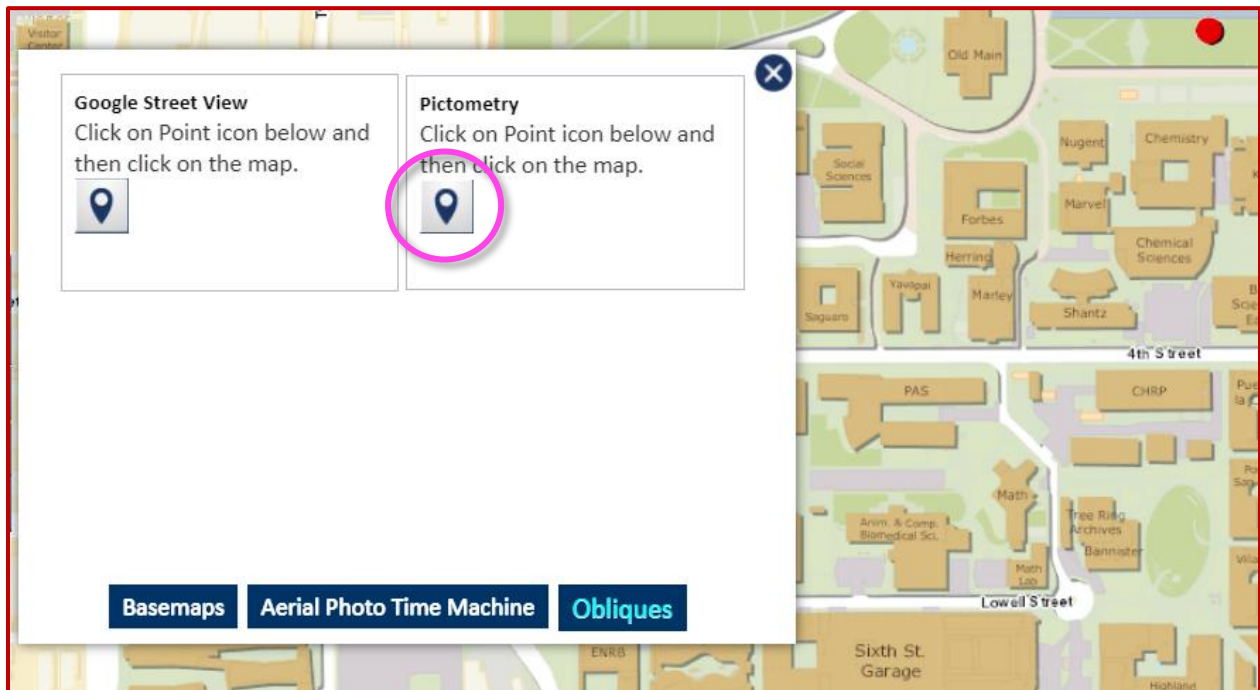 Visitor
Center
Google Street View
Click on Point icon below and
then click on the map.
Pictometry
Click on Point icon below and
then click on the map.
Basemaps
Aerial Photo Time Machine
Obliques
Old Main
Nugent
Chemistry
Social
Sciences
Forbes
Marvel
Herring
Chemical
Sciences
Yavapai
Marley
Saguaro
Shantz
4th Street
PAS
CHRP
Math
Tree Ring
Archives
Anim. & Comp.
Biomedical Sci.
Bannister
Math
Lab
Lowell Street
ENRB
Sixth St.
Garage
Highland